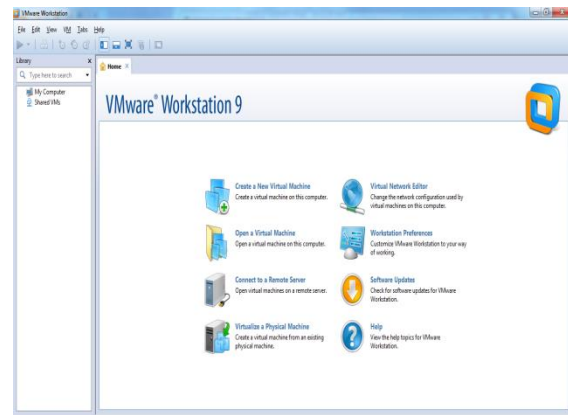 VMware Workstation
File Edit View VM Tabs Help
Library x
Type here to search
My Computer
Shared VMs
Home x
VMware® Workstation 9
Create a New Virtual Machine
Create a virtual machine on this computer.
Open a Virtual Machine
Open a virtual machine on this computer.
Connect to a Remote Server
Open virtual machines on a remote server.
Virtualize a Physical Machine
Create a virtual machine from an existing
physical machine.
Virtual Network Editor
Change the network configuration used by
virtual machines on this computer.
Workstation Preferences
Customize VMware Workstation to your way
of working.
Software Updates
Check for software updates for VMware
Workstation.
Help
View the help topics for VMware
Workstation.